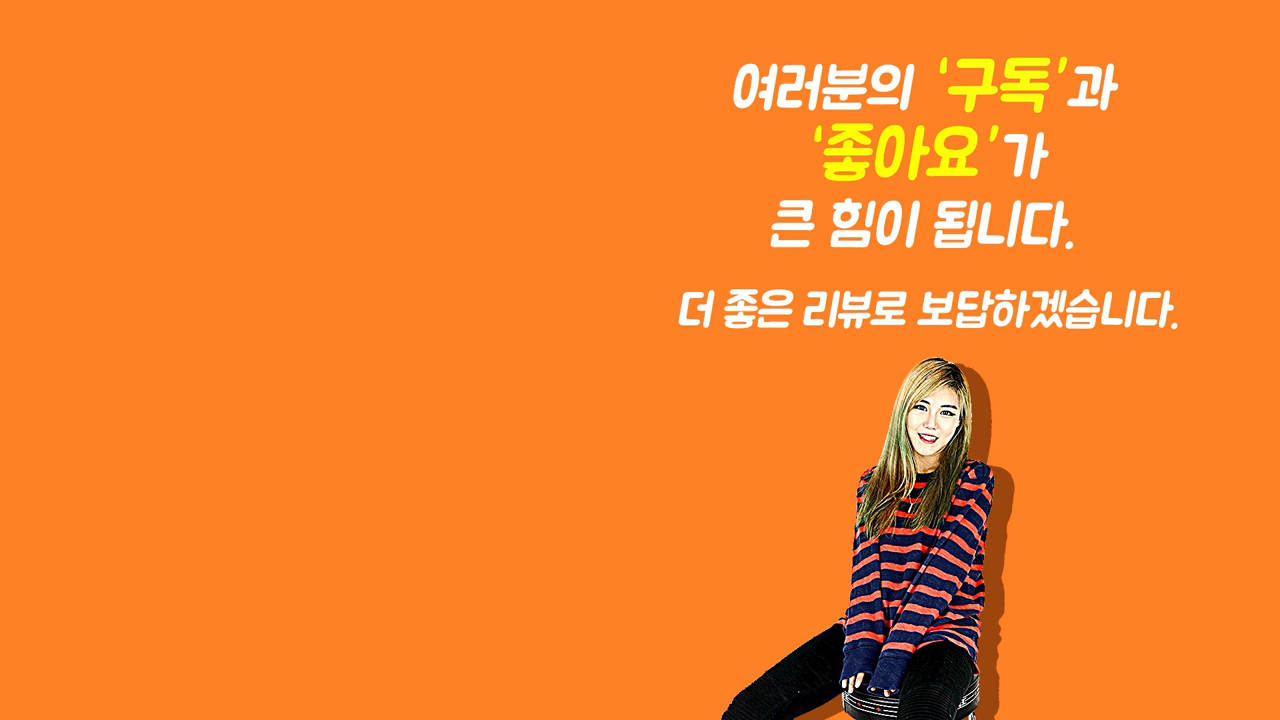 여러분의 ‘구독’과
‘좋아요’가
큰 힘이 됩니다.
더 좋은 리뷰로 보답하겠습니다.